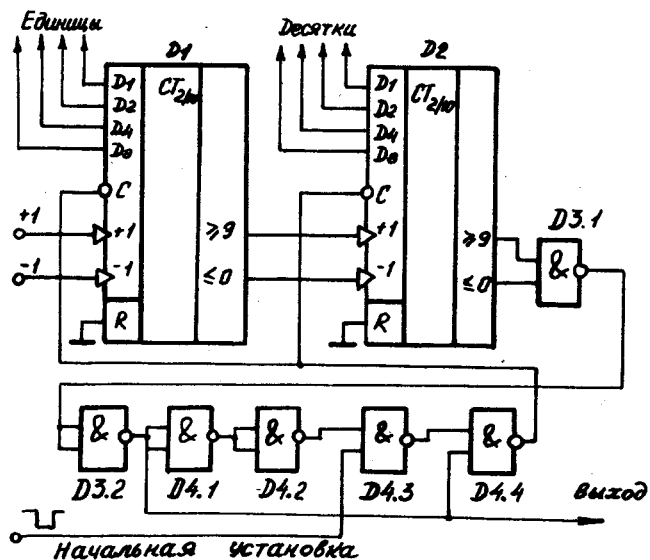 Единицы
Десятки
D1
D2
D1
D2
D4
D8
C
+1
-1
R
CT2/10
≥9
≤0
+1
-1
D1
D2
D4
D8
C
+1
-1
R
CT2/10
≥9
≤0
D3.1
&
&
&
&
&
&
D3.2
D4.1
D4.2
D4.3
D4.4
Выход
Начальная установка